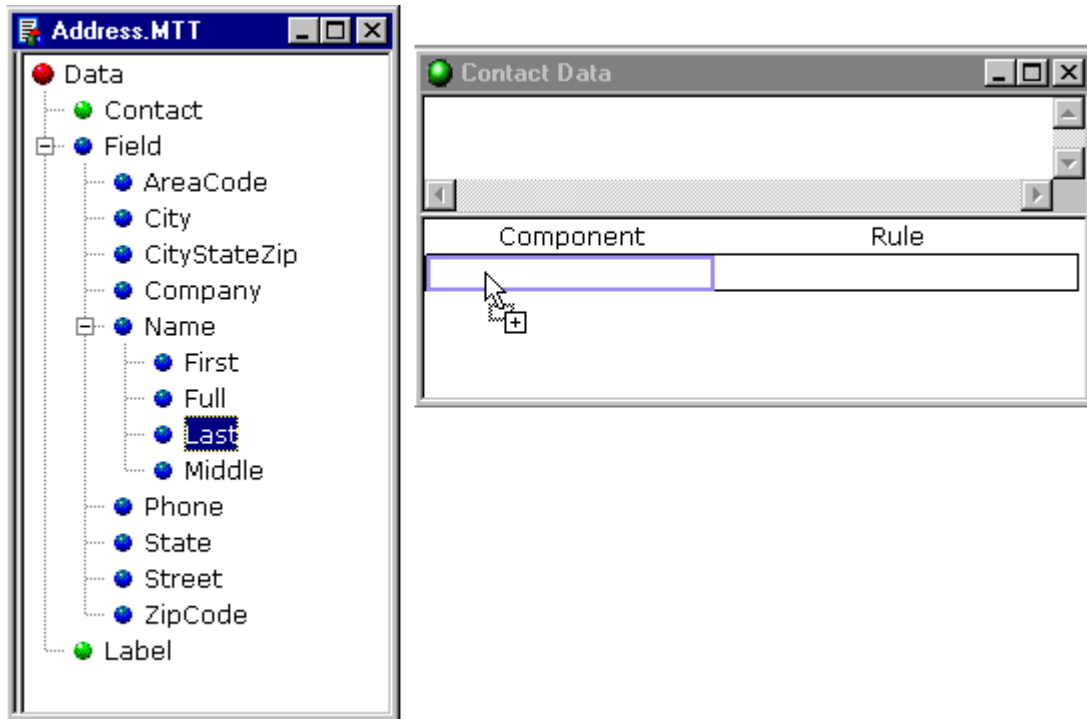 Address.MTT
Data
Contact
Field
AreaCode
City
CityStateZip
Company
Name
First
Full
Last
Middle
Phone
State
Street
ZipCode
Label
Contact Data
Component Rule